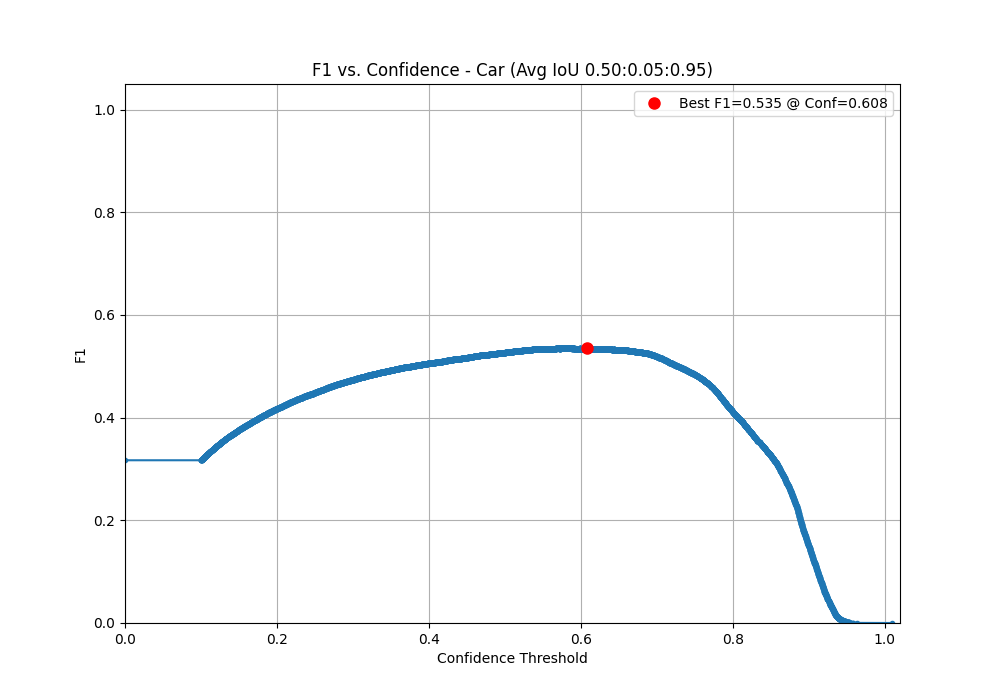 F1 vs. Confidence - Car (Avg IoU 0.50:0.05:0.95)
Best F1=0.535 @ Conf=0.608
1.0
0.8
0.6
0.4
0.2
0.0
F1
0.0 0.2 0.4 0.6 0.8 1.0
Confidence Threshold